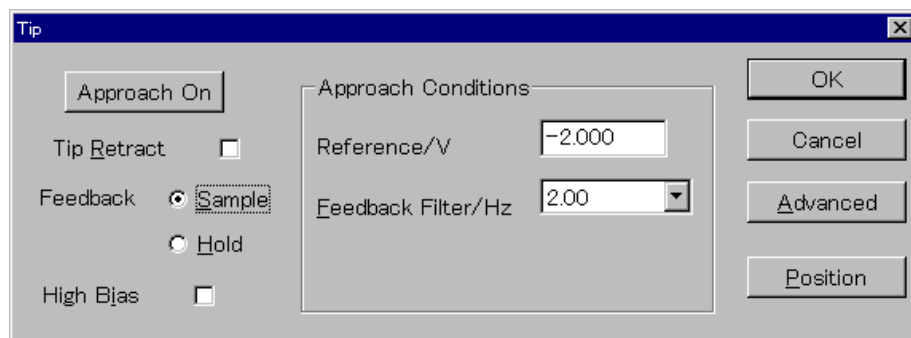 Tip
Approach On
Tip Retract
Feedback
Sample
Hold
High Bias
Approach Conditions
Reference/V
-2.000
Feedback Filter/Hz
2.00
OK
Cancel
Advanced
Position